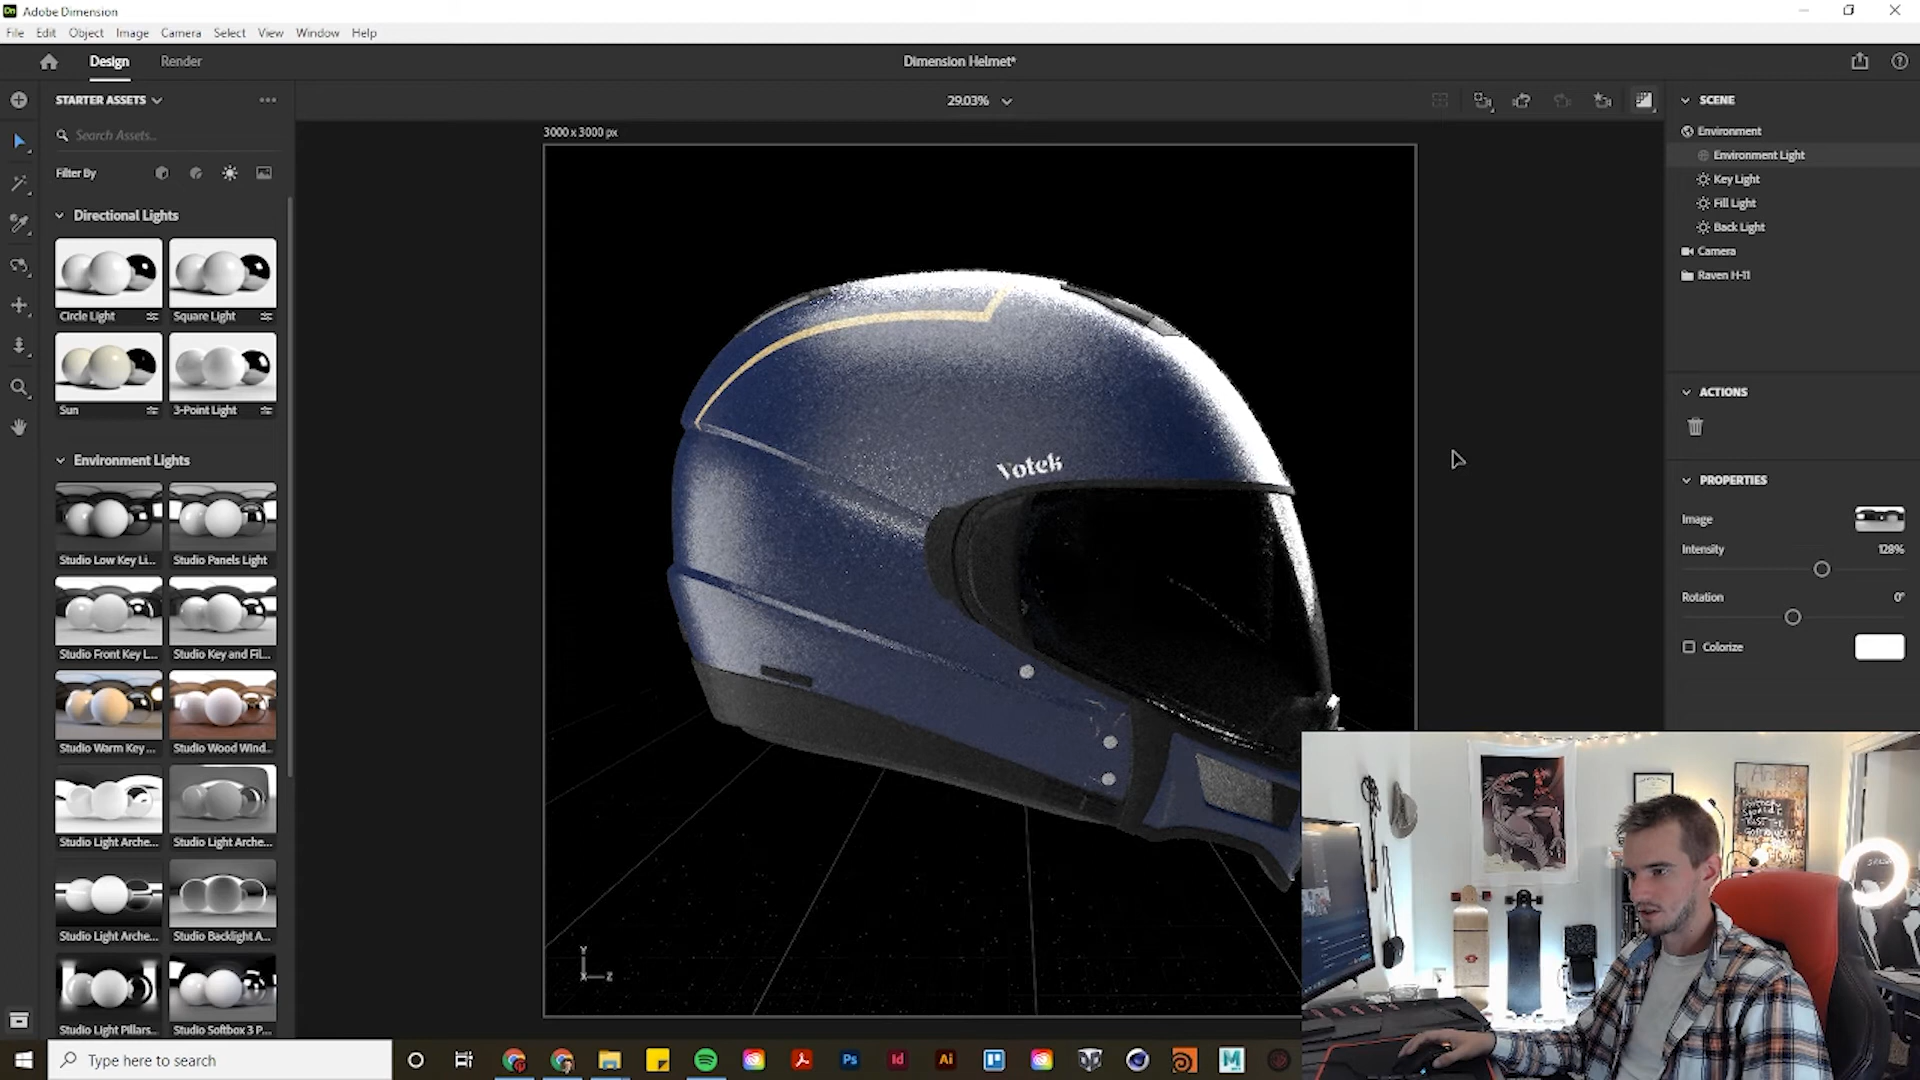 Dn Adobe Dimension
File Edit Object Image Camera Select View Window Help
Design Render Dimension Helmet*
STARTER ASSETS
29.03%
SCENE
Search Assets...
3000 x 3000 px
Environment
Environment Light
Filter By
Key Light
Fill Light
Directional Lights
Back Light
Camera
Raven H-11
Circle Light Square Light
ACTIONS
Sun 3-Point Light
Environment Lights
Votek
PROPERTIES
Image
Intensity 128%
Studio Low Key Li... Studio Panels Light
Rotation 0°
Colorize
Studio Front Key L... Studio Key and Fil...
Studio Warm Key ... Studio Wood Wind...
Studio Light Arche... Studio Light Arche...
Studio Light Arche... Studio Backlight A...
Y
X Z
Studio Light Pillars... Studio Softbox 3 P...
Type here to search
Ps Id Ai M